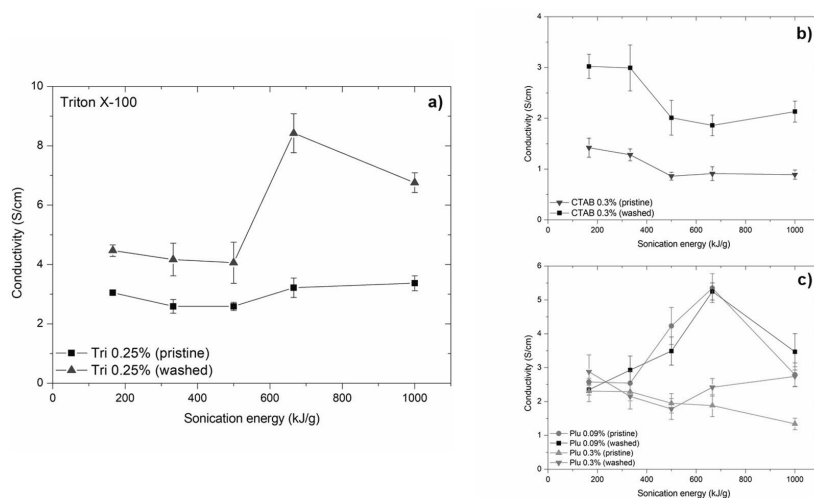 Triton X-100
a)
10
8
6
4
2
0
Conductivity (S/cm)
0 200 400 600 800 1000
Sonication energy (kJ/g)
Tri 0.25% (pristine)
Tri 0.25% (washed)
b)
4
3
2
1
0
Conductivity (S/cm)
0 200 400 600 800 1000
Sonication energy (kJ/g)
CTAB 0.3% (pristine)
CTAB 0.3% (washed)
c)
6
5
4
3
2
1
0
Conductivity (S/cm)
0 200 400 600 800 1000
Sonication energy (kJ/g)
Plu 0.09% (pristine)
Plu 0.09% (washed)
Plu 0.3% (pristine)
Plu 0.3% (washed)